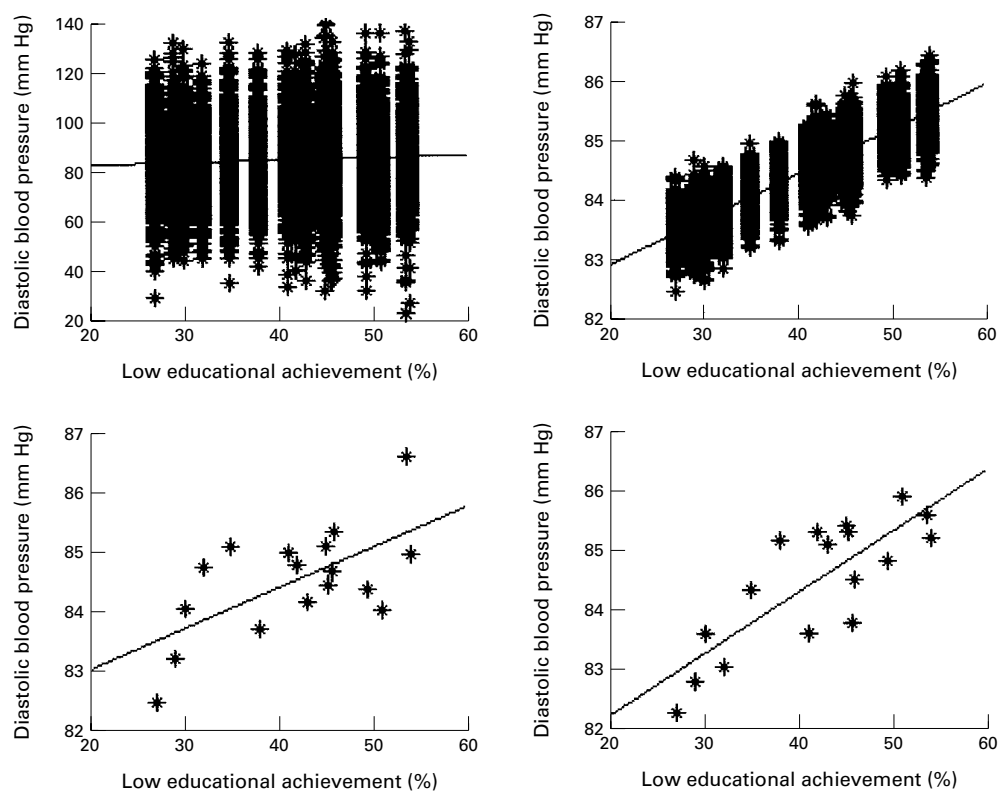 Diastolic blood pressure (mm Hg)
140
120
100
80
60
40
20
20 30 40 50 60
Low educational achievement (%)
Diastolic blood pressure (mm Hg)
87
86
85
84
83
82
20 30 40 50 60
Low educational achievement (%)
Diastolic blood pressure (mm Hg)
87
86
85
84
83
82
20 30 40 50 60
Low educational achievement (%)
Diastolic blood pressure (mm Hg)
87
86
85
84
83
82
20 30 40 50 60
Low educational achievement (%)